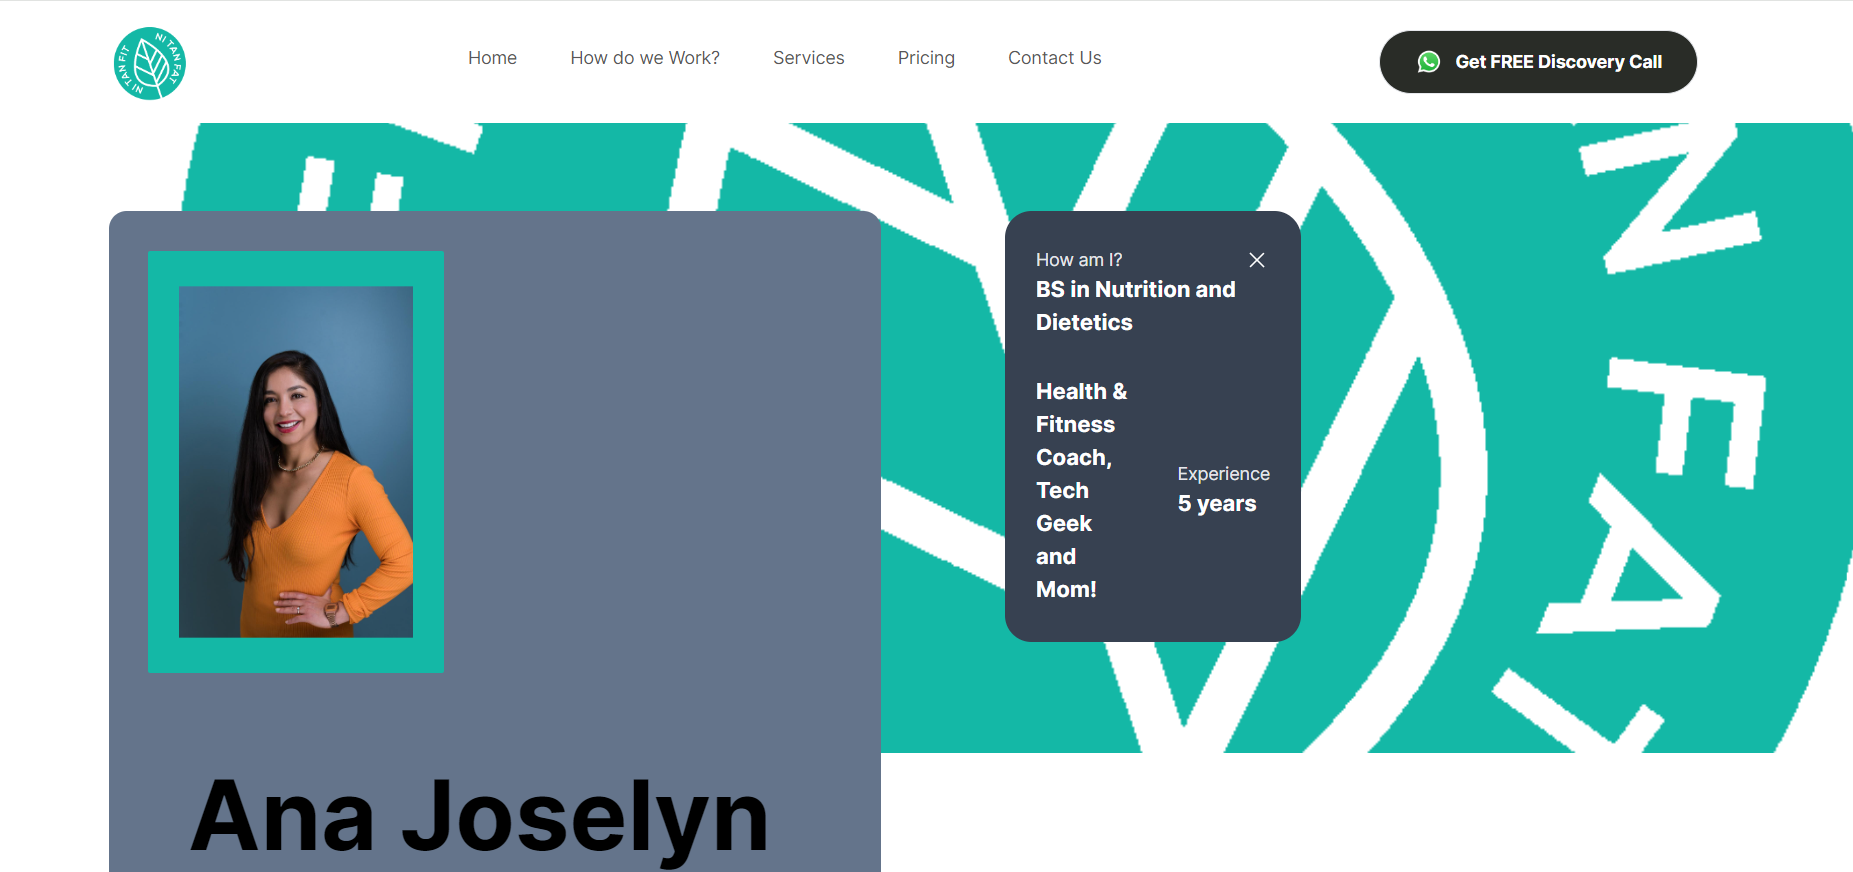 NI TAN FIT
NI TAN FAT
Home
How do we Work?
Services
Pricing
Contact Us
Get FREE Discovery Call
N
F
A
T
How am I?
BS in Nutrition and
Dietetics
Health &
Fitness
Coach,
Tech
Geek
and
Mom!
Experience
5 years
Ana Joselyn